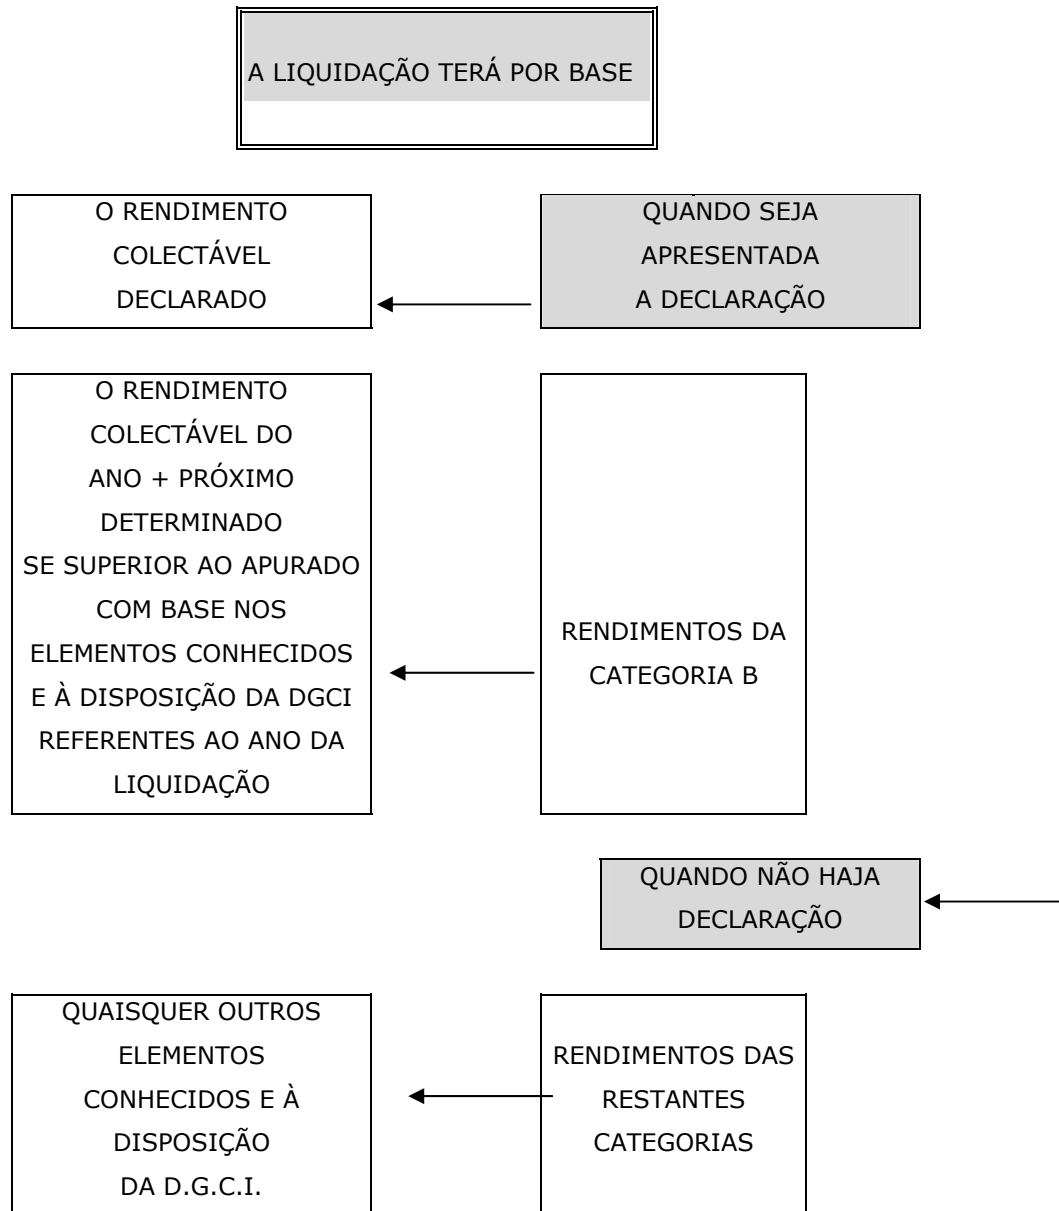 A LIQUIDAÇÃO TERÁ POR BASE
O RENDIMENTO
COLECTÁVEL
DECLARADO
QUANDO SEJA
APRESENTADA
A DECLARAÇÃO
O RENDIMENTO
COLECTÁVEL DO
ANO + PRÓXIMO
DETERMINADO
SE SUPERIOR AO APURADO
COM BASE NOS
ELEMENTOS CONHECIDOS
E À DISPOSIÇÃO DA DGCI
REFERENTES AO ANO DA
LIQUIDAÇÃO
RENDIMENTOS DA
CATEGORIA B
QUANDO NÃO HAJA
DECLARAÇÃO
QUAISQUER OUTROS
ELEMENTOS
CONHECIDOS E À
DISPOSIÇÃO
DA D.G.C.I.
RENDIMENTOS DAS
RESTANTES
CATEGORIAS